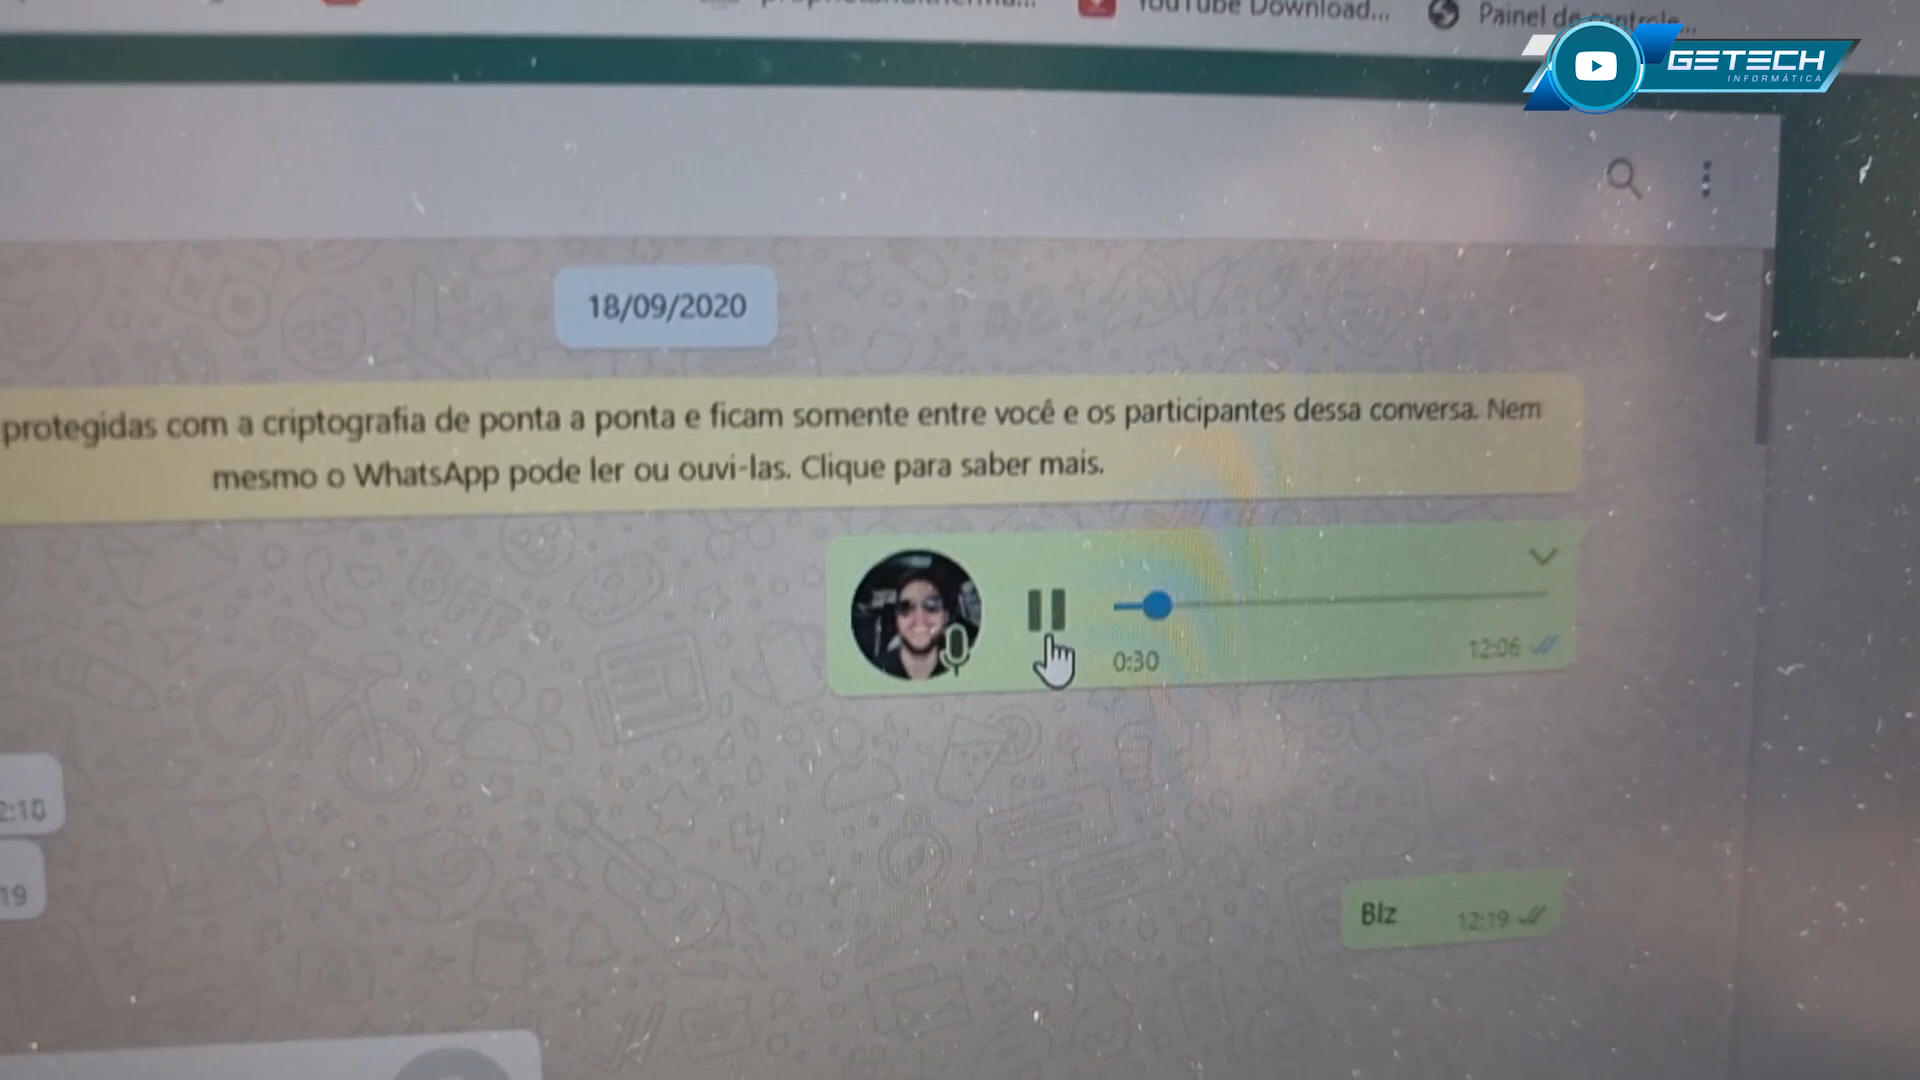 YouTube Download...
Painel de controle...
GETECH
INFORMÁTICA
18/09/2020
protegidas com a criptografia de ponta a ponta e ficam somente entre você e os participantes dessa conversa. Nem
mesmo o WhatsApp pode ler ou ouvi-las. Clique para saber mais.
0:30
12:06
2:10
19
Blz
12:19